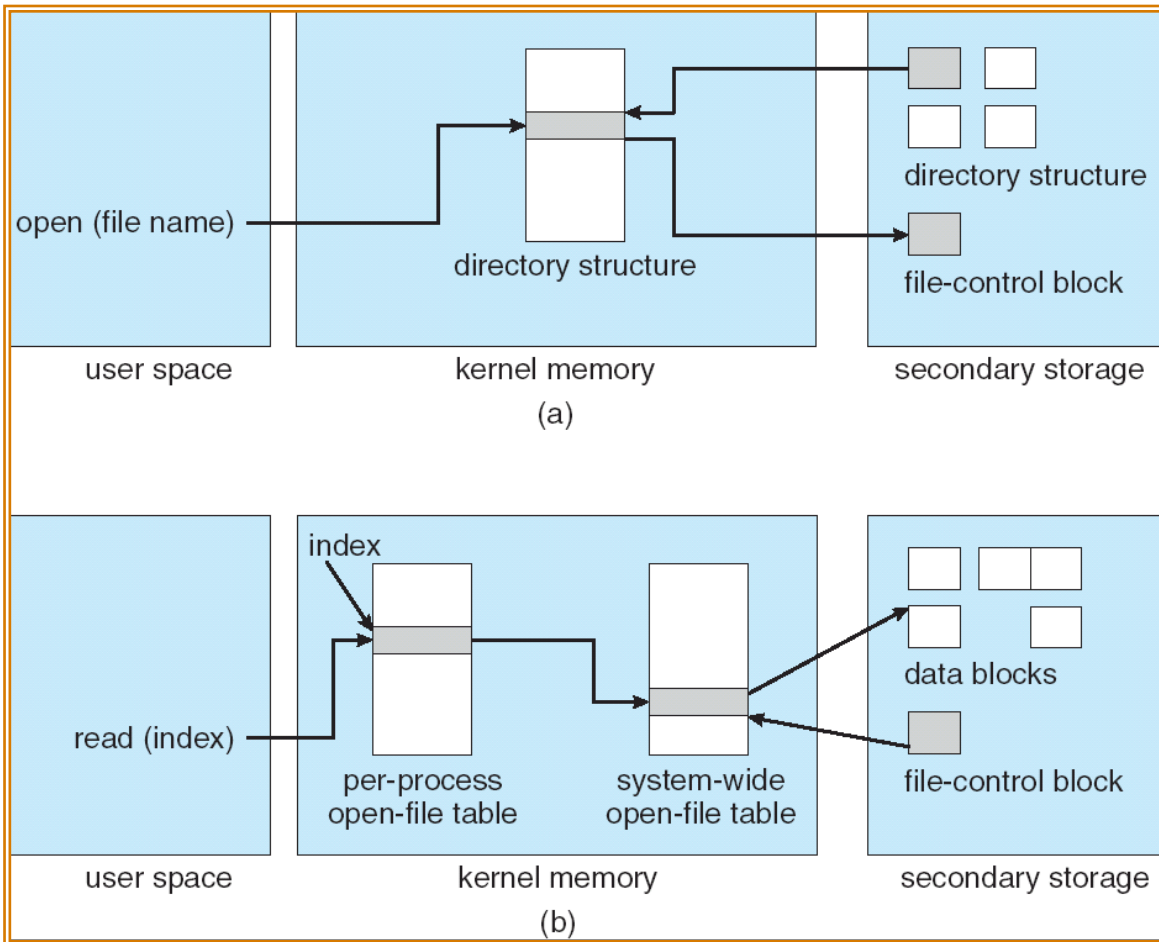 directory structure
open (file name)
directory structure
file-control block
user space
kernel memory
secondary storage
(a)
index
data blocks
read (index)
per-process
open-file table
system-wide
open-file table
file-control block
user space
kernel memory
secondary storage
(b)